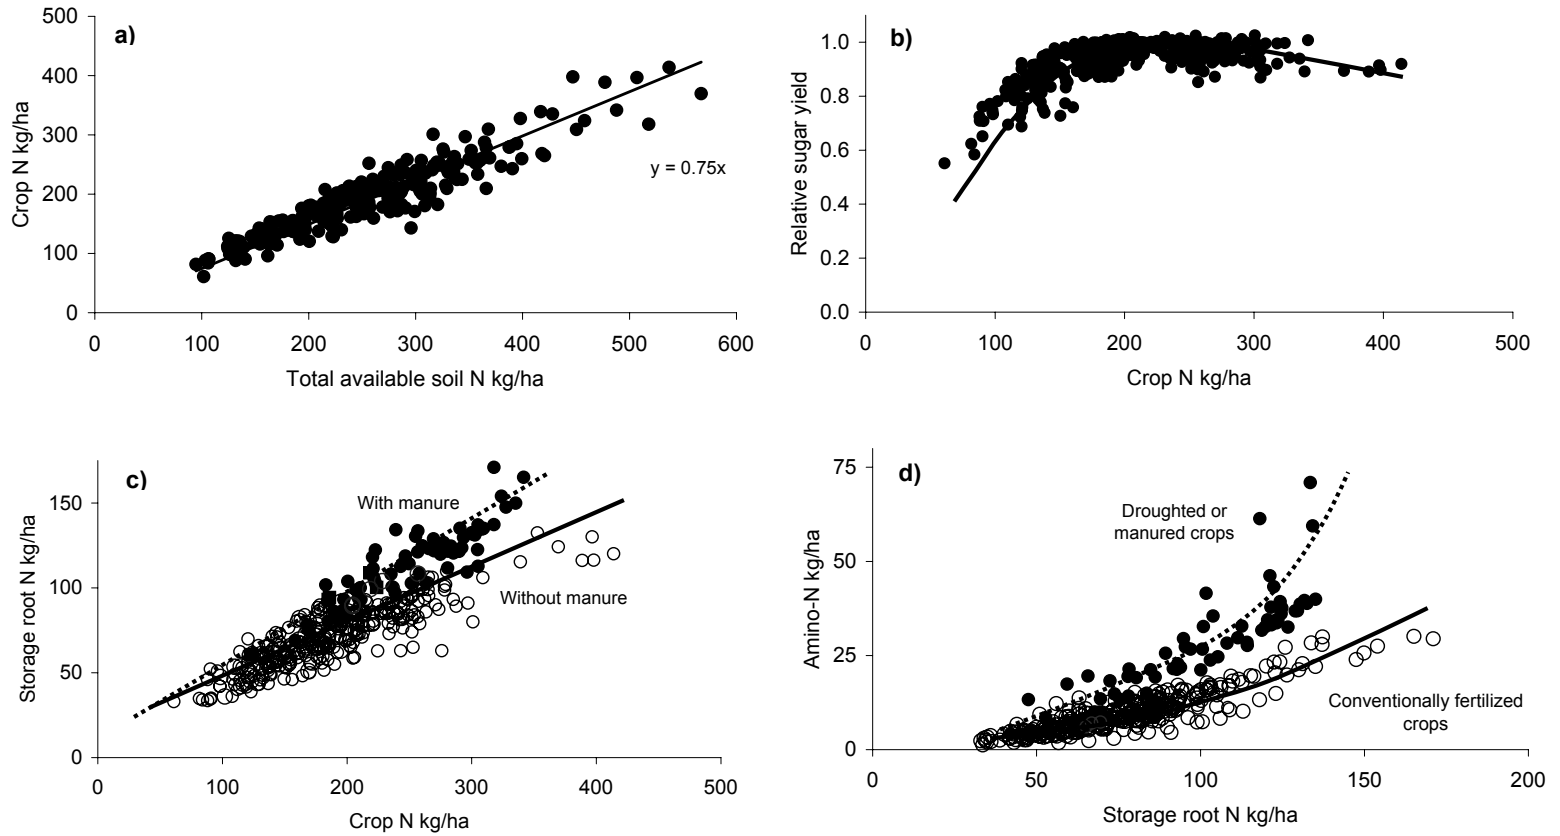 a)
500
400
300
200
100
0
Crop N kg/ha
y = 0.75x
0 100 200 300 400 500 600
Total available soil N kg/ha
b)
1.0
0.8
0.6
0.4
0.2
0.0
Relative sugar yield
0 100 200 300 400 500
Crop N kg/ha
c)
150
100
50
0
Storage root N kg/ha
With manure
Without manure
0 100 200 300 400 500
Crop N kg/ha
d)
75
50
25
0
Amino-N kg/ha
Droughted or
manured crops
Conventionally fertilized
crops
0 50 100 150 200
Storage root N kg/ha